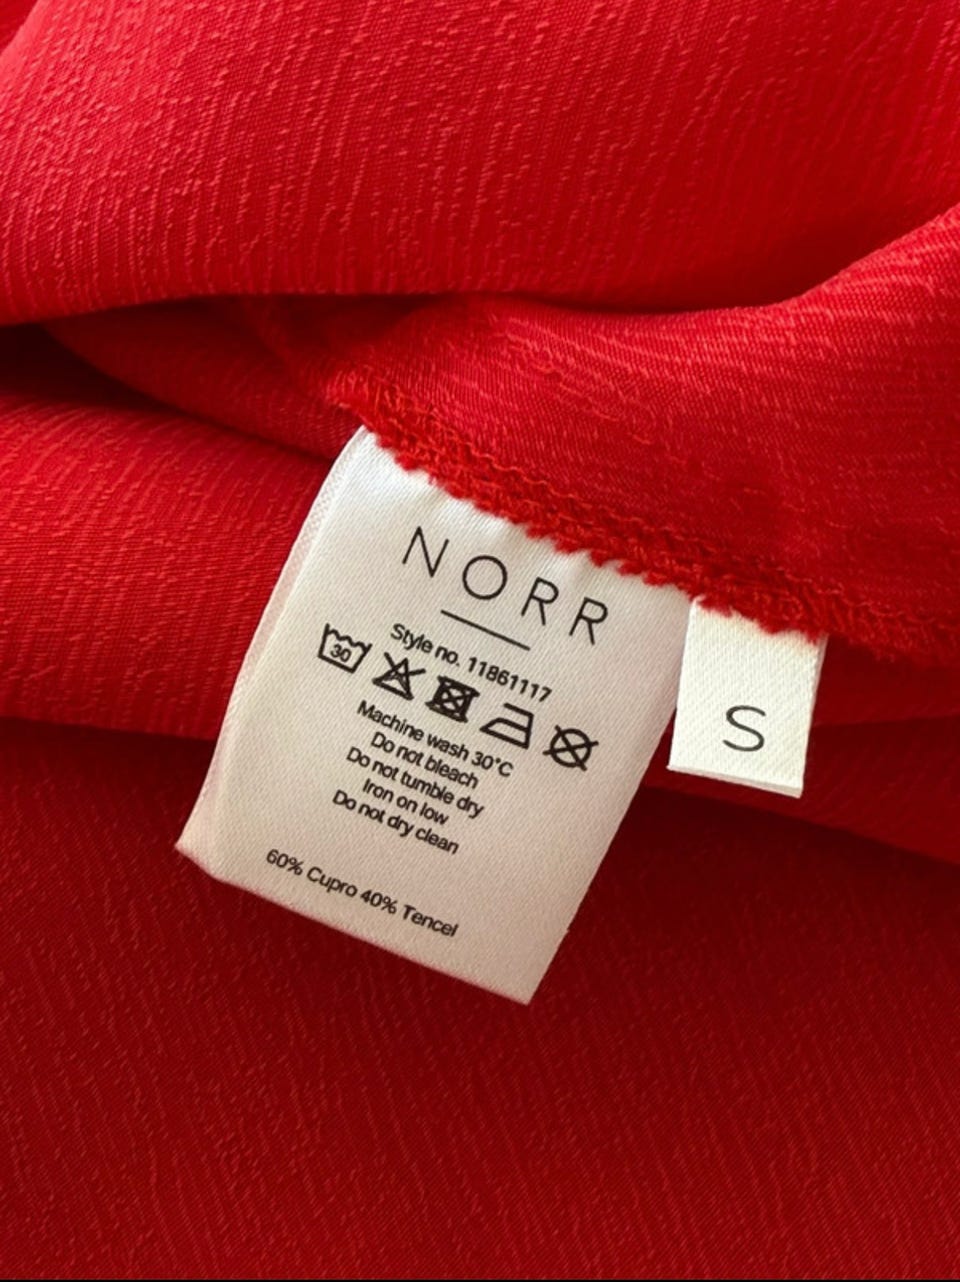 NORR
Style no. 11861117
30
Machine wash 30°C
Do not bleach
Do not tumble dry
Iron on low
Do not dry clean
60% Cupro 40% Tencel
S